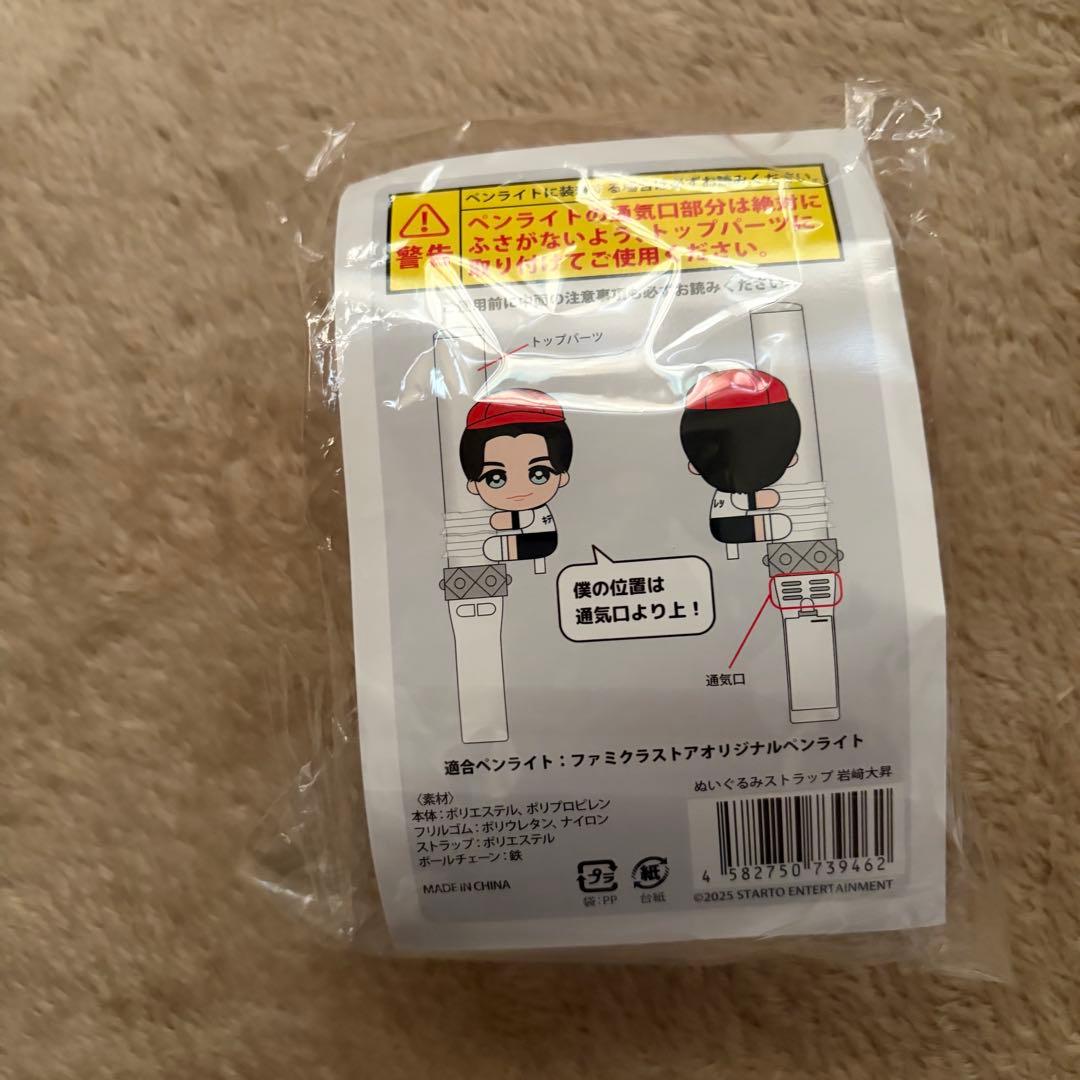 ペンライトに装着する場合は必ずお読みください。
警告
ペンライトの通気口部分は絶対に
ふさがないよう、トップパーツに
取り付けてご使用ください。
ご使用前に中面の注意事項も必ずお読みください。
トップパーツ
キテ
レツ
僕の位置は
通気口より上！
通気口
適合ペンライト：ファミクラストアオリジナルペンライト
〈素材〉
本体：ポリエステル、ポリプロピレン
フリルゴム：ポリウレタン、ナイロン
ストラップ：ポリエステル
ボールチェーン：鉄
MADE IN CHINA
プラ
袋：PP
紙
台紙
ぬいぐるみストラップ 岩﨑大昇
4 582750 739462
©2025 STARTO ENTERTAINMENT